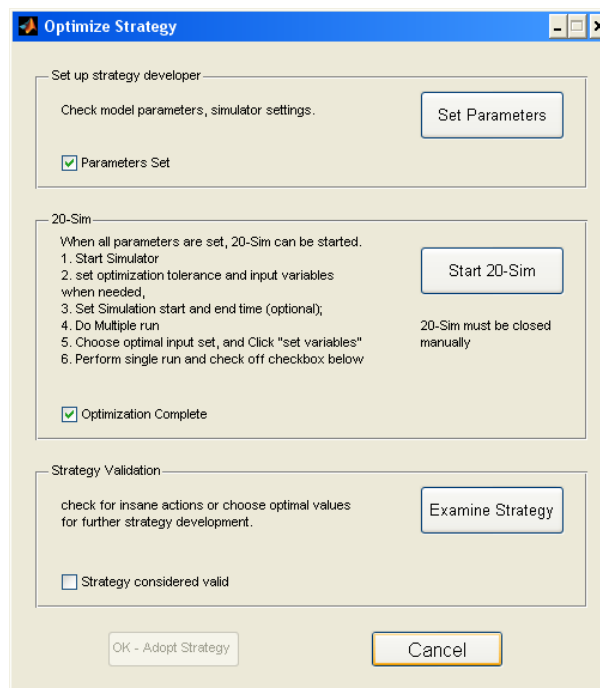 Optimize Strategy
Set up strategy developer
Check model parameters, simulator settings.
Set Parameters
Parameters Set
20-Sim
When all parameters are set, 20-Sim can be started.
1. Start Simulator
2. set optimization tolerance and input variables
when needed,
3. Set Simulation start and end time (optional);
4. Do Multiple run
5. Choose optimal input set, and Click "set variables"
6. Perform single run and check off checkbox below
Start 20-Sim
20-Sim must be closed
manually
Optimization Complete
Strategy Validation
check for insane actions or choose optimal values
for further strategy development.
Examine Strategy
Strategy considered valid
OK - Adopt Strategy
Cancel